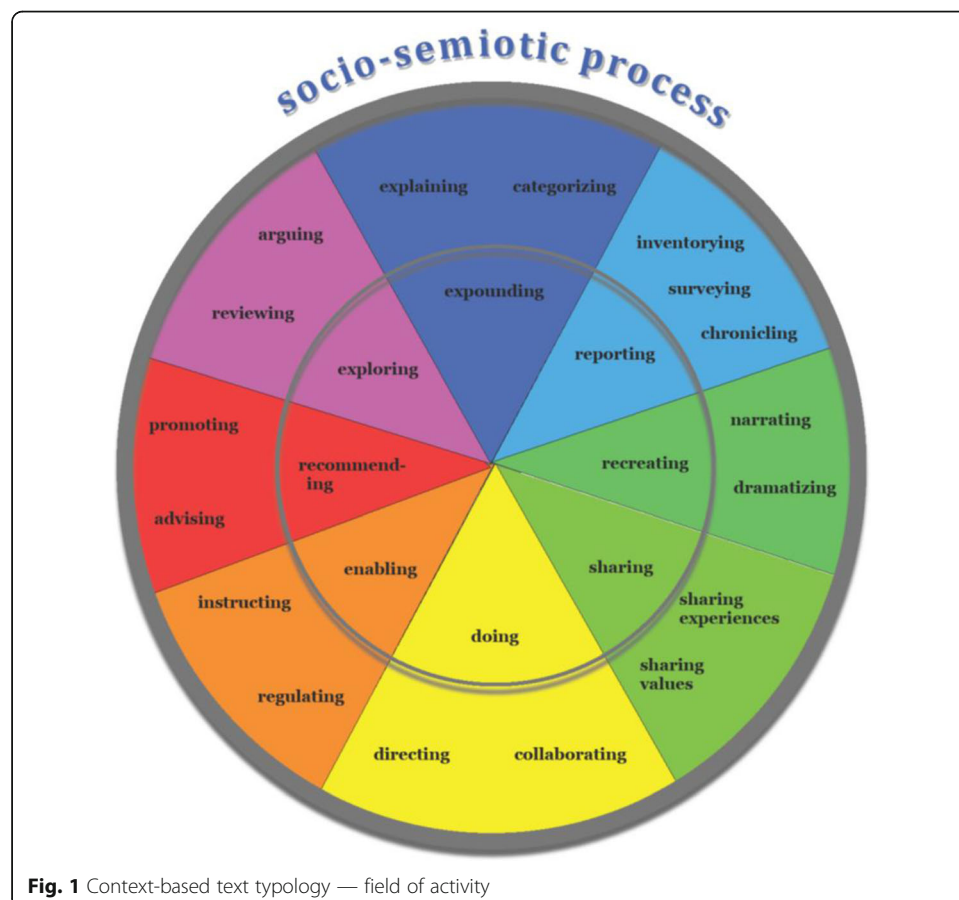 socio-semiotic process
explaining
categorizing
expounding
inventorying
surveying
chronicling
reporting
narrating
dramatizing
recreating
sharing
sharing
experiences
sharing
values
doing
directing
collaborating
enabling
instructing
regulating
recommend-
ing
promoting
advising
exploring
arguing
reviewing
Fig. 1 Context-based text typology — field of activity